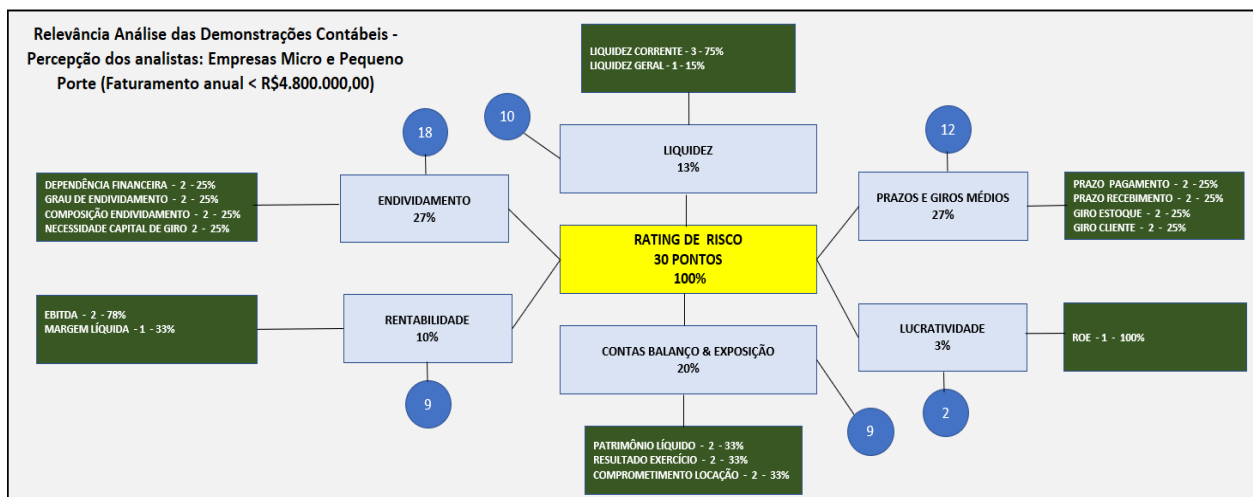 Relevância Análise das Demonstrações Contábeis -
Percepção dos analistas: Empresas Micro e Pequeno
Porte (Faturamento anual < R$4.800.000,00)
LIQUIDEZ CORRENTE - 3 - 75%
LIQUIDEZ GERAL - 1 - 15%
18
10
12
LIQUIDEZ
13%
DEPENDÊNCIA FINANCEIRA - 2 - 25%
GRAU DE ENDIVIDAMENTO - 2 - 25%
COMPOSIÇÃO ENDIVIDAMENTO - 2 - 25%
NECESSIDADE CAPITAL DE GIRO 2 - 25%
ENDIVIDAMENTO
27%
PRAZOS E GIROS MÉDIOS
27%
PRAZO PAGAMENTO - 2 - 25%
PRAZO RECEBIMENTO - 2 - 25%
GIRO ESTOQUE - 2 - 25%
GIRO CLIENTE - 2 - 25%
RATING DE RISCO
30 PONTOS
100%
EBITDA - 2 - 78%
MARGEM LÍQUIDA - 1 - 33%
RENTABILIDADE
10%
CONTAS BALANÇO & EXPOSIÇÃO
20%
LUCRATIVIDADE
3%
ROE - 1 - 100%
9
9
2
PATRIMÔNIO LÍQUIDO - 2 - 33%
RESULTADO EXERCÍCIO - 2 - 33%
COMPROMETIMENTO LOCAÇÃO - 2 - 33%